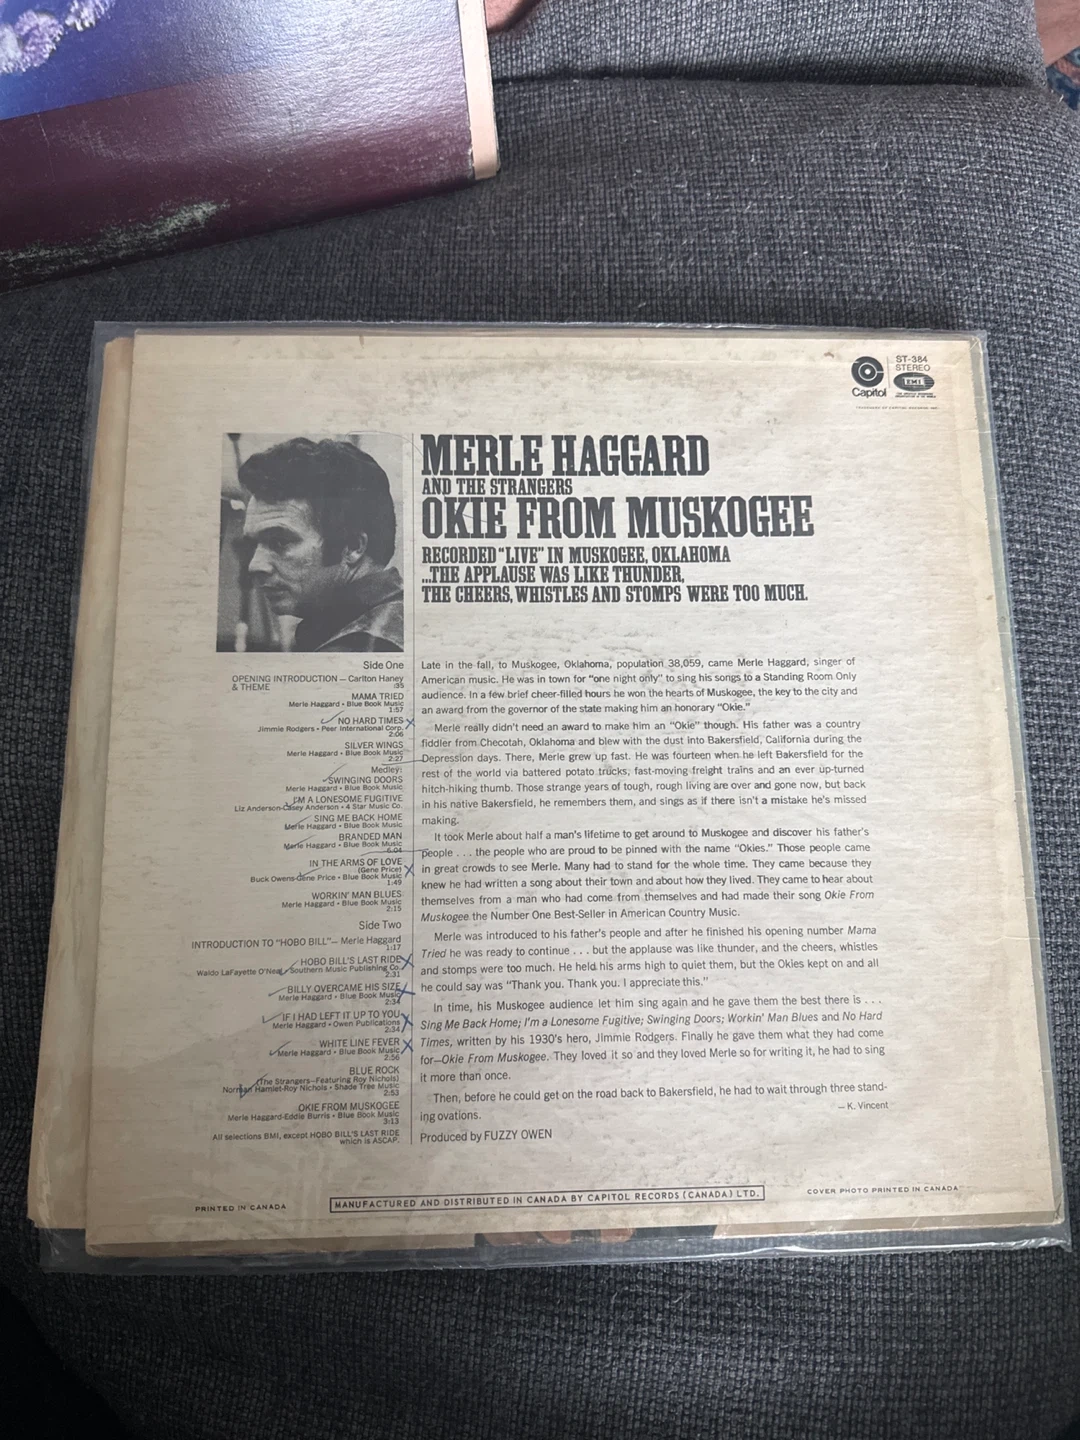 Capitol
ST-384
STEREO
EMI
MERLE HAGGARD
AND THE STRANGERS
OKIE FROM MUSKOGEE
RECORDED "LIVE" IN MUSKOGEE, OKLAHOMA
...THE APPLAUSE WAS LIKE THUNDER,
THE CHEERS, WHISTLES AND STOMPS WERE TOO MUCH.
Side One
OPENING INTRODUCTION — Carlton Haney
& THEME :35
MAMA TRIED
Merle Haggard • Blue Book Music
1:57
NO HARD TIMES
Jimmie Rodgers • Peer International Corp.
2:06
SILVER WINGS
Merle Haggard • Blue Book Music
2:27
Medley:
SWINGING DOORS
Merle Haggard • Blue Book Music
I'M A LONESOME FUGITIVE
Liz Anderson-Casey Anderson • 4 Star Music Co.
SING ME BACK HOME
Merle Haggard • Blue Book Music
BRANDED MAN
Merle Haggard • Blue Book Music
6:04
IN THE ARMS OF LOVE
(Gene Price)
Buck Owens-Gene Price • Blue Book Music
1:49
WORKIN' MAN BLUES
Merle Haggard • Blue Book Music
2:15
Side Two
INTRODUCTION TO "HOBO BILL"— Merle Haggard
1:17
HOBO BILL'S LAST RIDE
Waldo LaFayette O'Neal • Southern Music Publishing Co.
2:31
BILLY OVERCAME HIS SIZE
Merle Haggard • Blue Book Music
2:34
IF I HAD LEFT IT UP TO YOU
Merle Haggard • Owen Publications
2:34
WHITE LINE FEVER
Merle Haggard • Blue Book Music
2:56
BLUE ROCK
(The Strangers—Featuring Roy Nichols)
Norman Hamlet-Roy Nichols • Shade Tree Music
2:53
OKIE FROM MUSKOGEE
Merle Haggard-Eddie Burris • Blue Book Music
3:13
All selections BMI, except HOBO BILL'S LAST RIDE
which is ASCAP.
Late in the fall, to Muskogee, Oklahoma, population 38,059, came Merle Haggard, singer of
American music. He was in town for "one night only" to sing his songs to a Standing Room Only
audience. In a few brief cheer-filled hours he won the hearts of Muskogee, the key to the city and
an award from the governor of the state making him an honorary "Okie."
Merle really didn't need an award to make him an "Okie" though. His father was a country
fiddler from Checotah, Oklahoma and blew with the dust into Bakersfield, California during the
Depression days. There, Merle grew up fast. He was fourteen when he left Bakersfield for the
rest of the world via battered potato trucks, fast-moving freight trains and an ever up-turned
hitch-hiking thumb. Those strange years of tough, rough living are over and gone now, but back
in his native Bakersfield, he remembers them, and sings as if there isn't a mistake he's missed
making.
It took Merle about half a man's lifetime to get around to Muskogee and discover his father's
people . . . the people who are proud to be pinned with the name "Okies." Those people came
in great crowds to see Merle. Many had to stand for the whole time. They came because they
knew he had written a song about their town and about how they lived. They came to hear about
themselves from a man who had come from themselves and had made their song Okie From
Muskogee the Number One Best-Seller in American Country Music.
Merle was introduced to his father's people and after he finished his opening number Mama
Tried he was ready to continue . . . but the applause was like thunder, and the cheers, whistles
and stomps were too much. He held his arms high to quiet them, but the Okies kept on and all
he could say was "Thank you. Thank you. I appreciate this."
In time, his Muskogee audience let him sing again and he gave them the best there is . . .
Sing Me Back Home; I'm a Lonesome Fugitive; Swinging Doors; Workin' Man Blues and No Hard
Times, written by his 1930's hero, Jimmie Rodgers. Finally he gave them what they had come
for—Okie From Muskogee. They loved it so and they loved Merle so for writing it, he had to sing
it more than once.
Then, before he could get on the road back to Bakersfield, he had to wait through three stand-
ing ovations.
— K. Vincent
Produced by FUZZY OWEN
PRINTED IN CANADA
MANUFACTURED AND DISTRIBUTED IN CANADA BY CAPITOL RECORDS (CANADA) LTD.
COVER PHOTO PRINTED IN CANADA